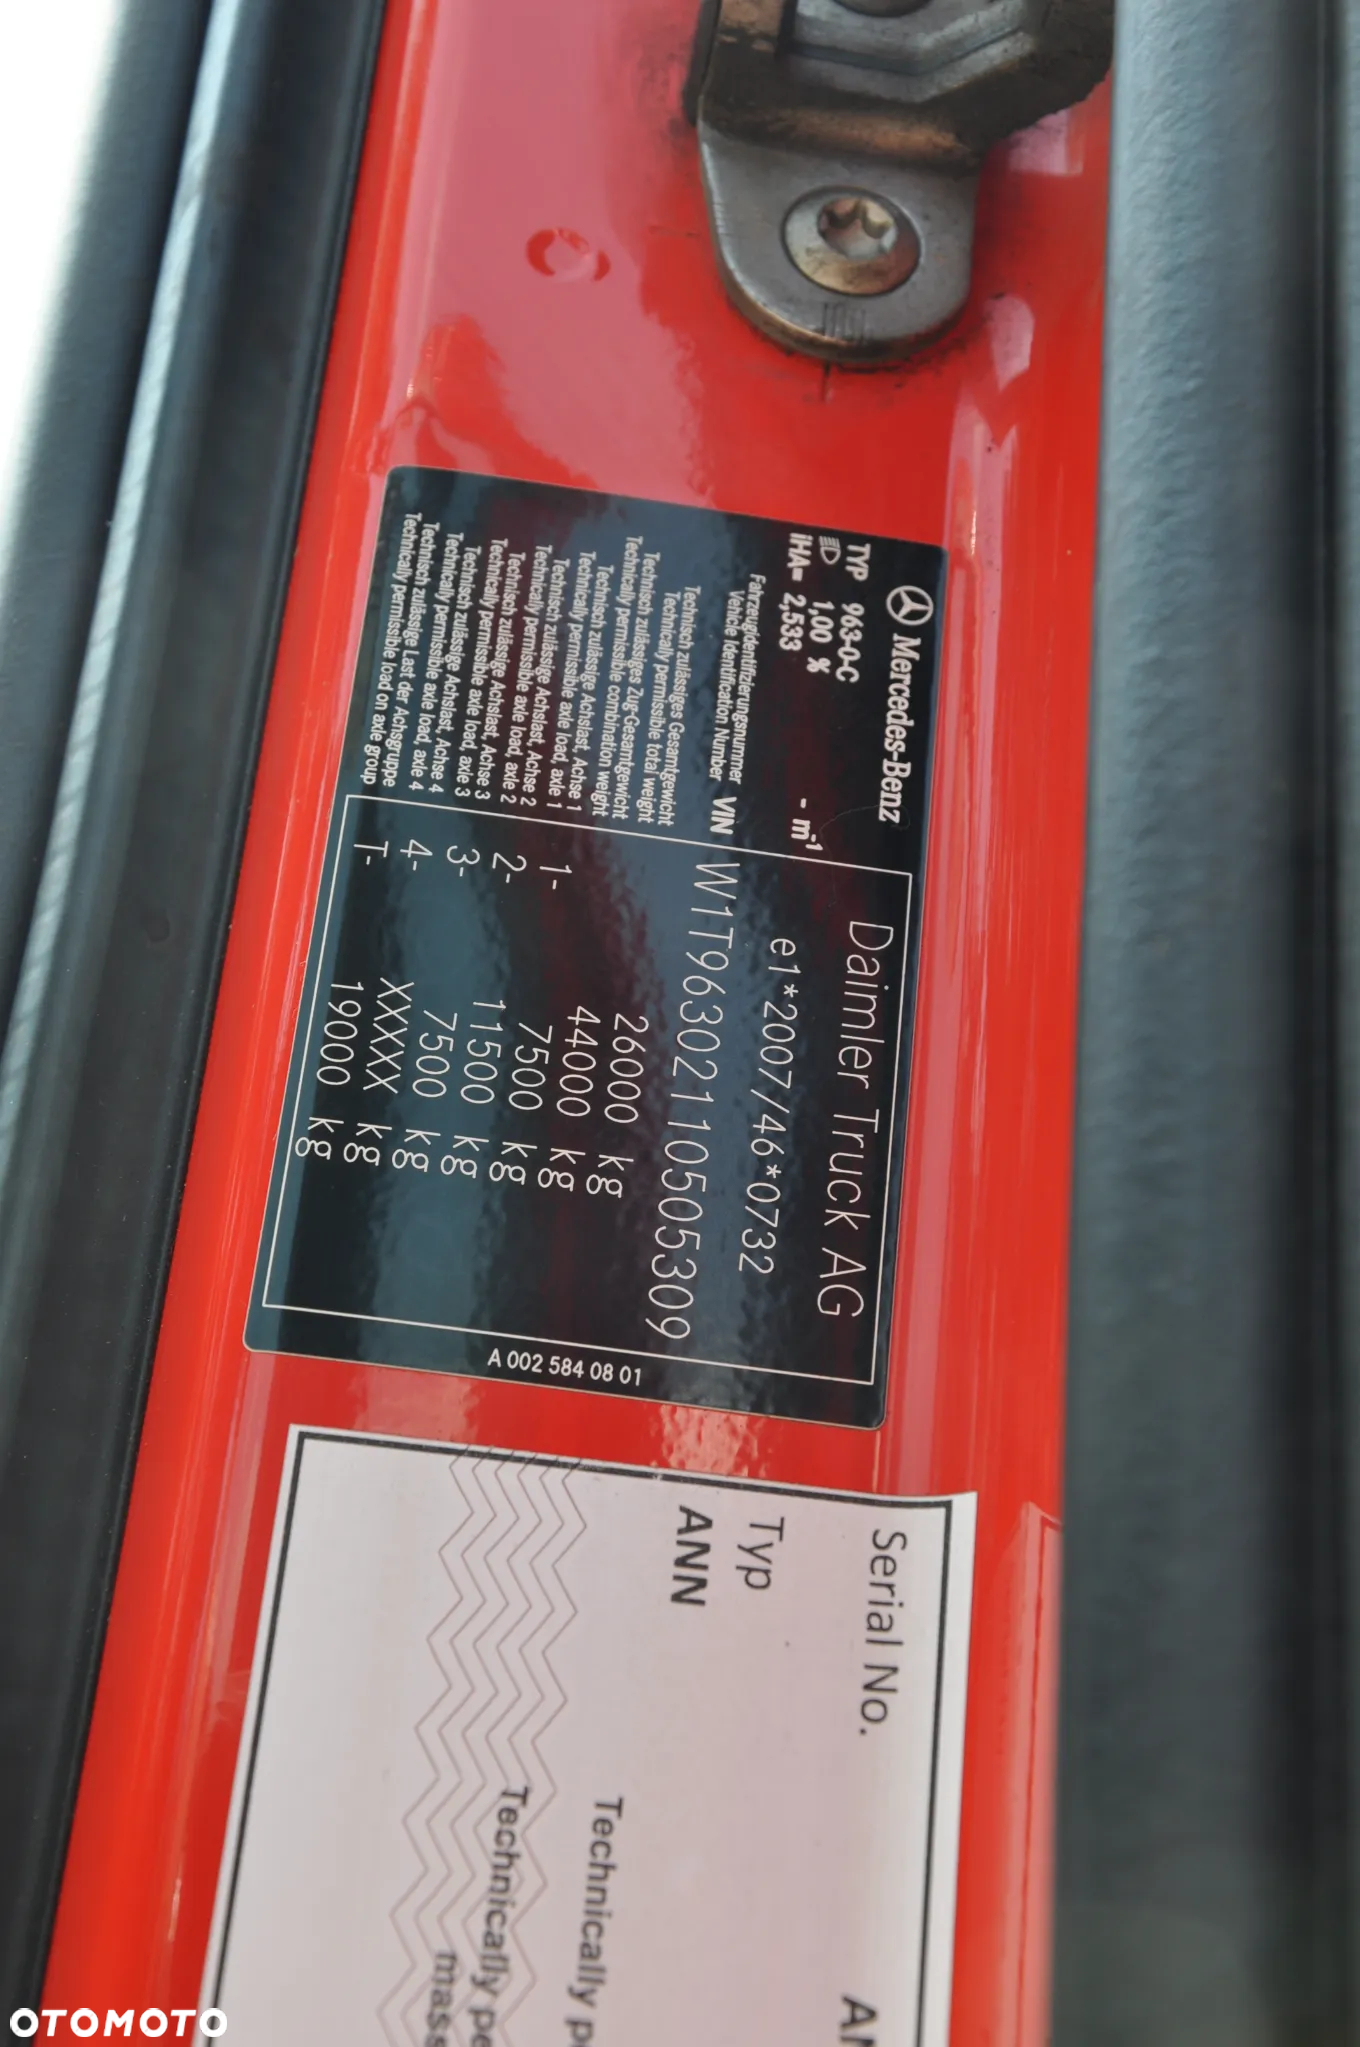 Mercedes-Benz
TYP 963-0-C
1,00 %
iHA= 2,533
- m-1
Daimler Truck AG
e1*2007/46*0732
Fahrzeugidentifizierungsnummer
Vehicle Identification Number
VIN W1T96302110505309
Technisch zulässiges Gesamtgewicht
Technically permissible total weight
26000 kg
Technisch zulässiges Zug-Gesamtgewicht
Technically permissible combination weight
44000 kg
Technisch zulässige Achslast, Achse 1
Technically permissible axle load, axle 1
1- 7500 kg
Technisch zulässige Achslast, Achse 2
Technically permissible axle load, axle 2
2- 11500 kg
Technisch zulässige Achslast, Achse 3
Technically permissible axle load, axle 3
3- 7500 kg
Technisch zulässige Achslast, Achse 4
Technically permissible axle load, axle 4
4- XXXXX kg
Technisch zulässige Last der Achsgruppe
Technically permissible load on axle group
T- 19000 kg
A 002 584 08 01
Serial No.
Typ
ANN
Technically
Technically
mass
OTOMOTO